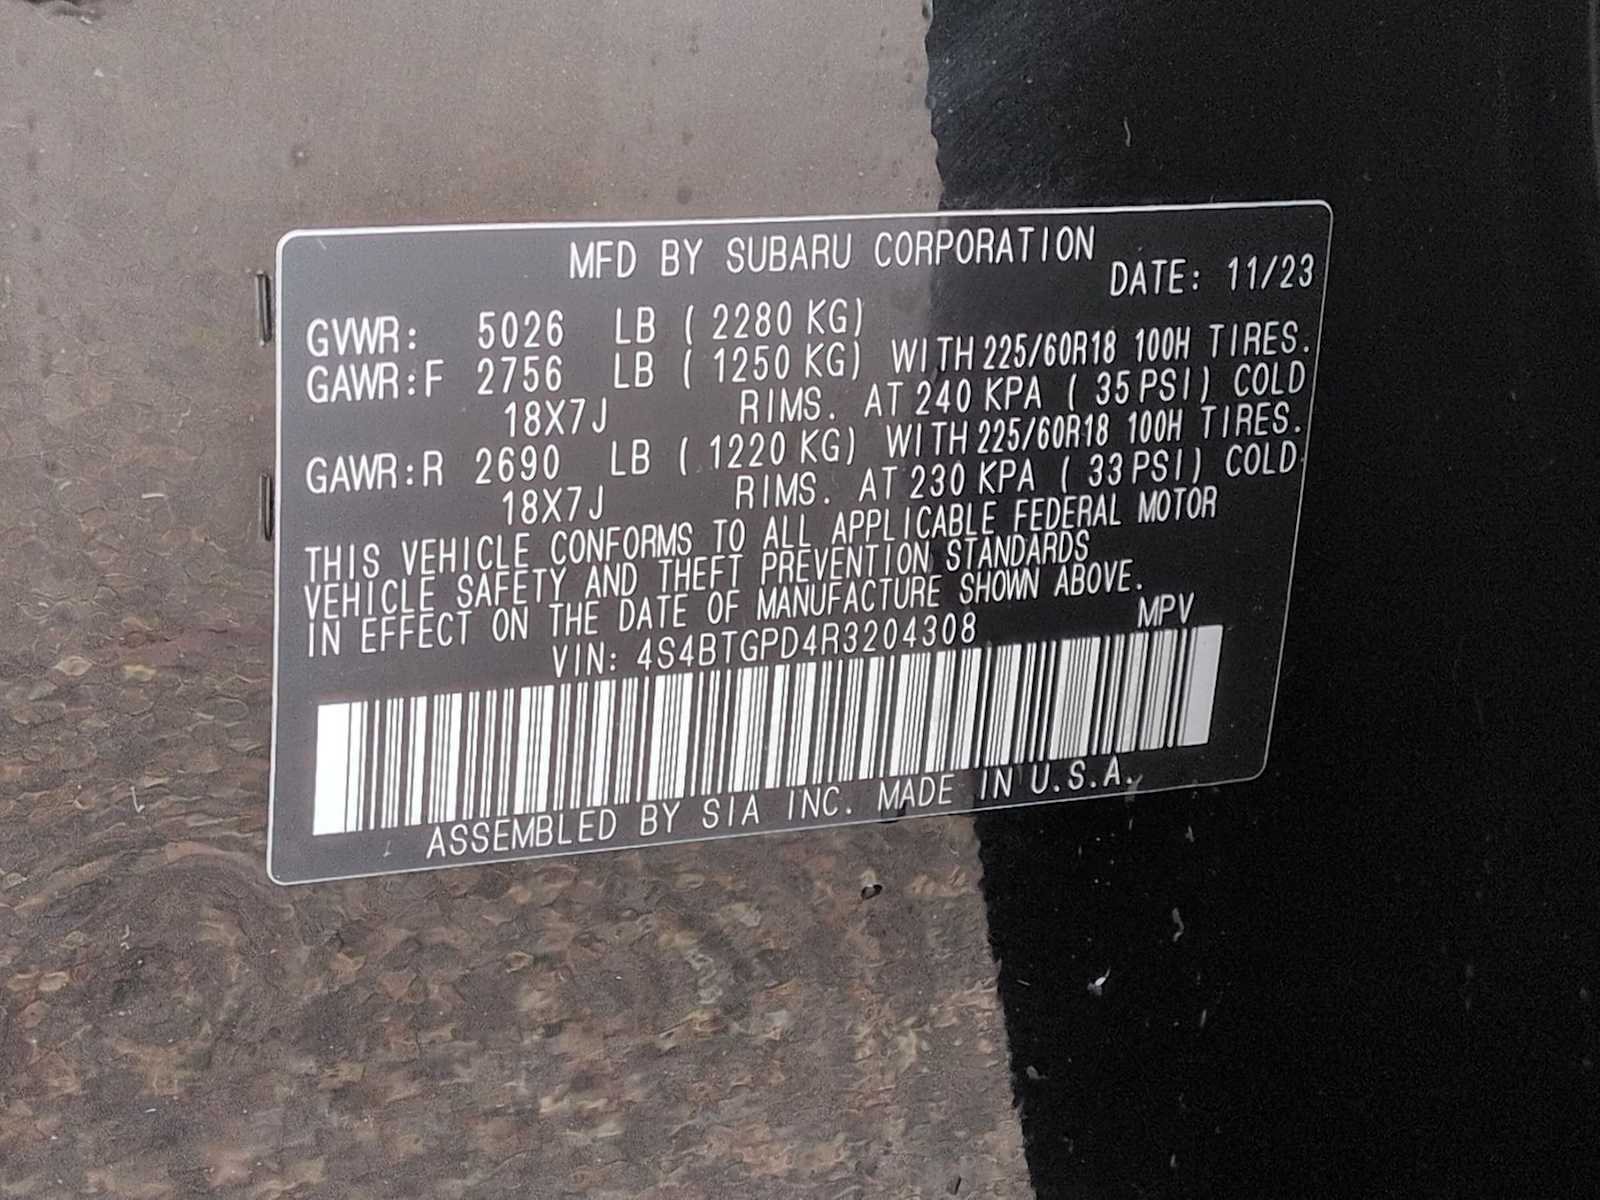 MFD BY SUBARU CORPORATION
DATE: 11/23
GVWR: 5026 LB ( 2280 KG)
GAWR:F 2756 LB ( 1250 KG) WITH 225/60R18 100H TIRES.
18X7J RIMS. AT 240 KPA ( 35 PSI) COLD
GAWR:R 2690 LB ( 1220 KG) WITH 225/60R18 100H TIRES.
18X7J RIMS. AT 230 KPA ( 33 PSI) COLD
THIS VEHICLE CONFORMS TO ALL APPLICABLE FEDERAL MOTOR
VEHICLE SAFETY AND THEFT PREVENTION STANDARDS
IN EFFECT ON THE DATE OF MANUFACTURE SHOWN ABOVE.
VIN: 4S4BTGPD4R3204308 MPV
ASSEMBLED BY SIA INC. MADE IN U.S.A.